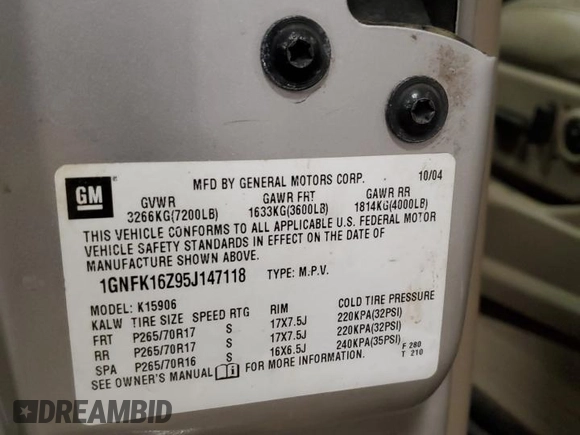 MFD BY GENERAL MOTORS CORP. 10/04
GM
GVWR GAWR FRT GAWR RR
3266KG(7200LB) 1633KG(3600LB) 1814KG(4000LB)
THIS VEHICLE CONFORMS TO ALL APPLICABLE U.S. FEDERAL MOTOR
VEHICLE SAFETY STANDARDS IN EFFECT ON THE DATE OF
MANUFACTURE SHOWN ABOVE.
1GNFK16Z95J147118 TYPE: M.P.V.
MODEL: K15906
KALW TIRE SIZE SPEED RTG RIM COLD TIRE PRESSURE
FRT P265/70R17 S 17X7.5J 220KPA(32PSI)
RR P265/70R17 S 17X7.5J 220KPA(32PSI)
SPA P265/70R16 S 16X6.5J 240KPA(35PSI)
F 280
T 210
SEE OWNER'S MANUAL FOR MORE INFORMATION.
DREAMBID